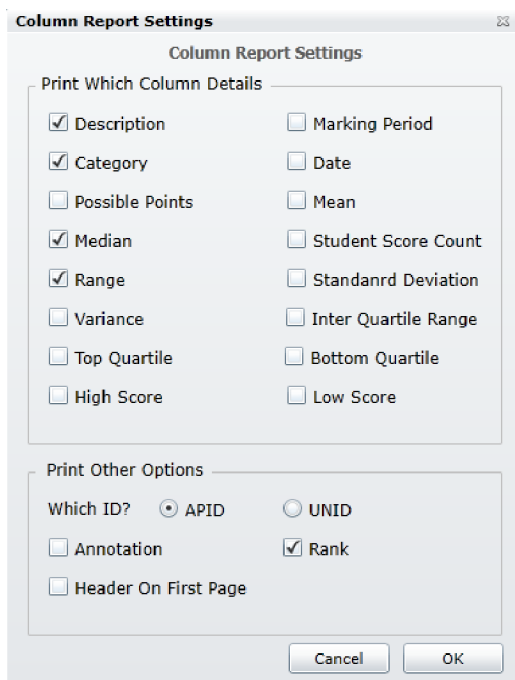 Column Report Settings
Column Report Settings
Print Which Column Details
Description Marking Period
Category Date
Possible Points Mean
Median Student Score Count
Range Standanrd Deviation
Variance Inter Quartile Range
Top Quartile Bottom Quartile
High Score Low Score
Print Other Options
Which ID? APID UNID
Annotation Rank
Header On First Page
Cancel OK